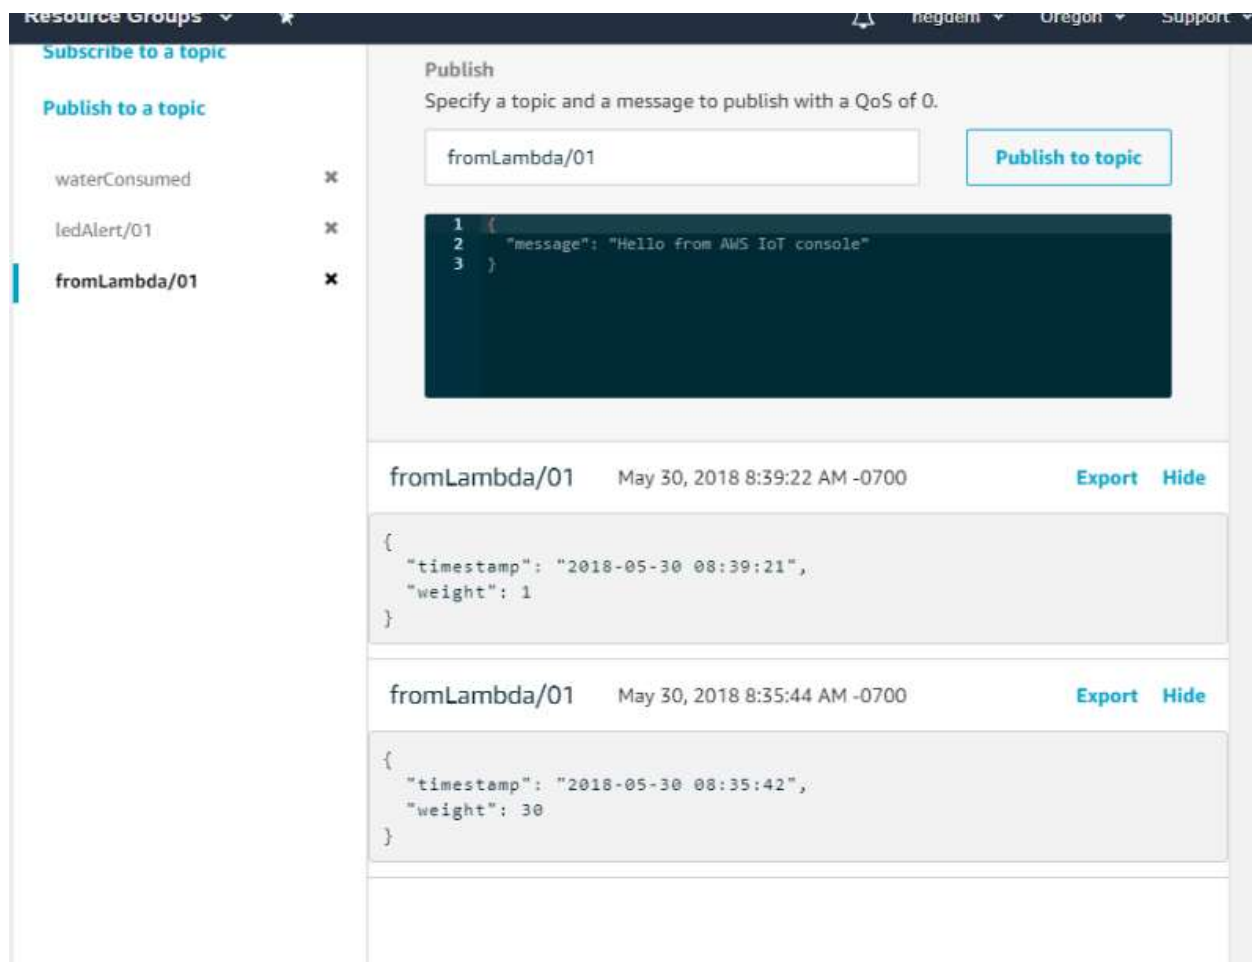 Resource Groups
hegdem
Oregon
Support
Subscribe to a topic
Publish to a topic
waterConsumed
ledAlert/01
fromLambda/01
Publish
Specify a topic and a message to publish with a QoS of 0.
fromLambda/01
Publish to topic
1 {
2 "message": "Hello from AWS IoT console"
3 }
fromLambda/01 May 30, 2018 8:39:22 AM -0700 Export Hide
{
"timestamp": "2018-05-30 08:39:21",
"weight": 1
}
fromLambda/01 May 30, 2018 8:35:44 AM -0700 Export Hide
{
"timestamp": "2018-05-30 08:35:42",
"weight": 30
}